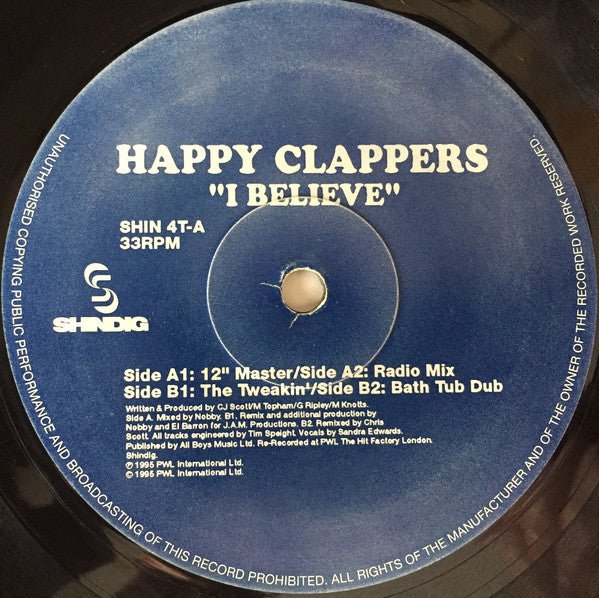 HAPPY CLAPPERS
"I BELIEVE"
SHIN 4T-A
33RPM
SHINDIG
Side A1: 12" Master/Side A2: Radio Mix
Side B1: The Tweakin'/Side B2: Bath Tub Dub
Written & Produced by CJ Scott/M Topham/G Ripley/M Knotts.
Side A. Mixed by Nobby. B1. Remix and additional production by
Nobby and El Barron for J.A.M. Productions. B2. Remixed by Chris
Scott. All tracks engineered by Tim Speight. Vocals by Sandra Edwards.
Published by All Boys Music Ltd. Re-Recorded at PWL The Hit Factory London.
Shindig.
℗ 1995 PWL International Ltd.
© 1995 PWL International Ltd.
UNAUTHORISED COPYING PUBLIC PERFORMANCE AND BROADCASTING OF THIS RECORD PROHIBITED. ALL RIGHTS OF THE MANUFACTURER AND OF THE OWNER OF THE RECORDED WORK RESERVED.